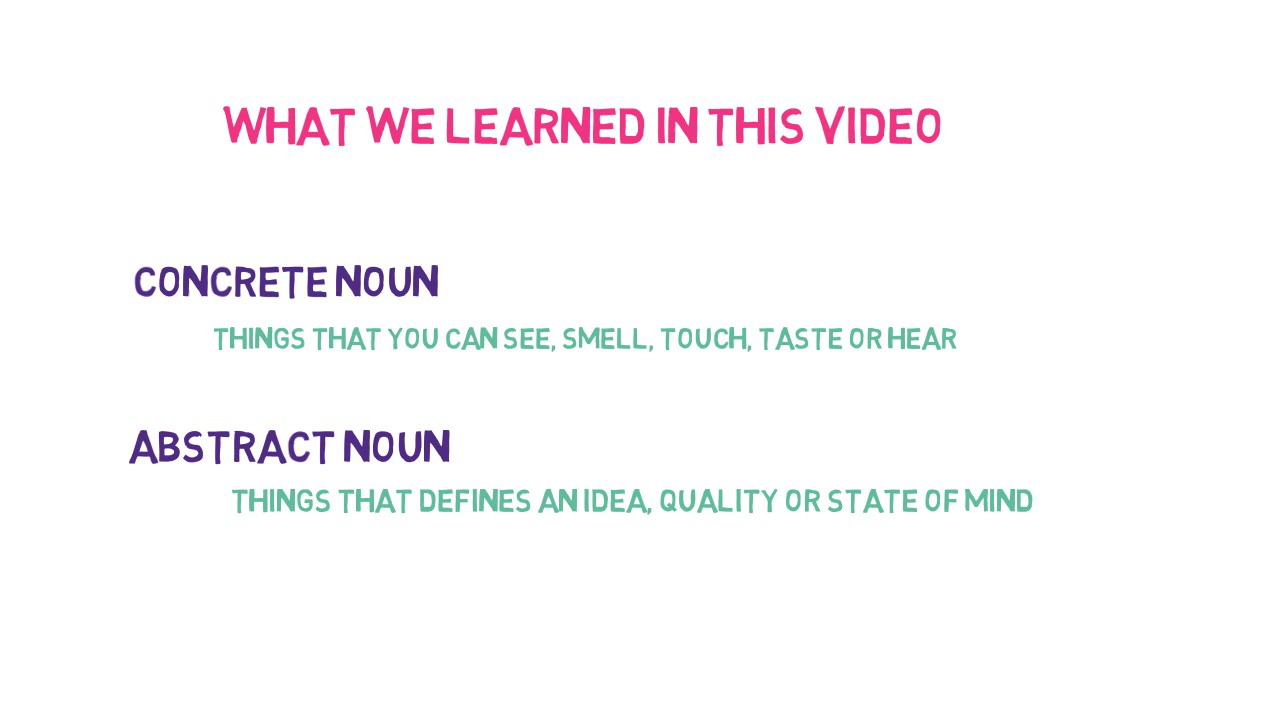 WHAT WE LEARNED IN THIS VIDEO
CONCRETE NOUN
THINGS THAT YOU CAN SEE, SMELL, TOUCH, TASTE OR HEAR
ABSTRACT NOUN
THINGS THAT DEFINES AN IDEA, QUALITY OR STATE OF MIND